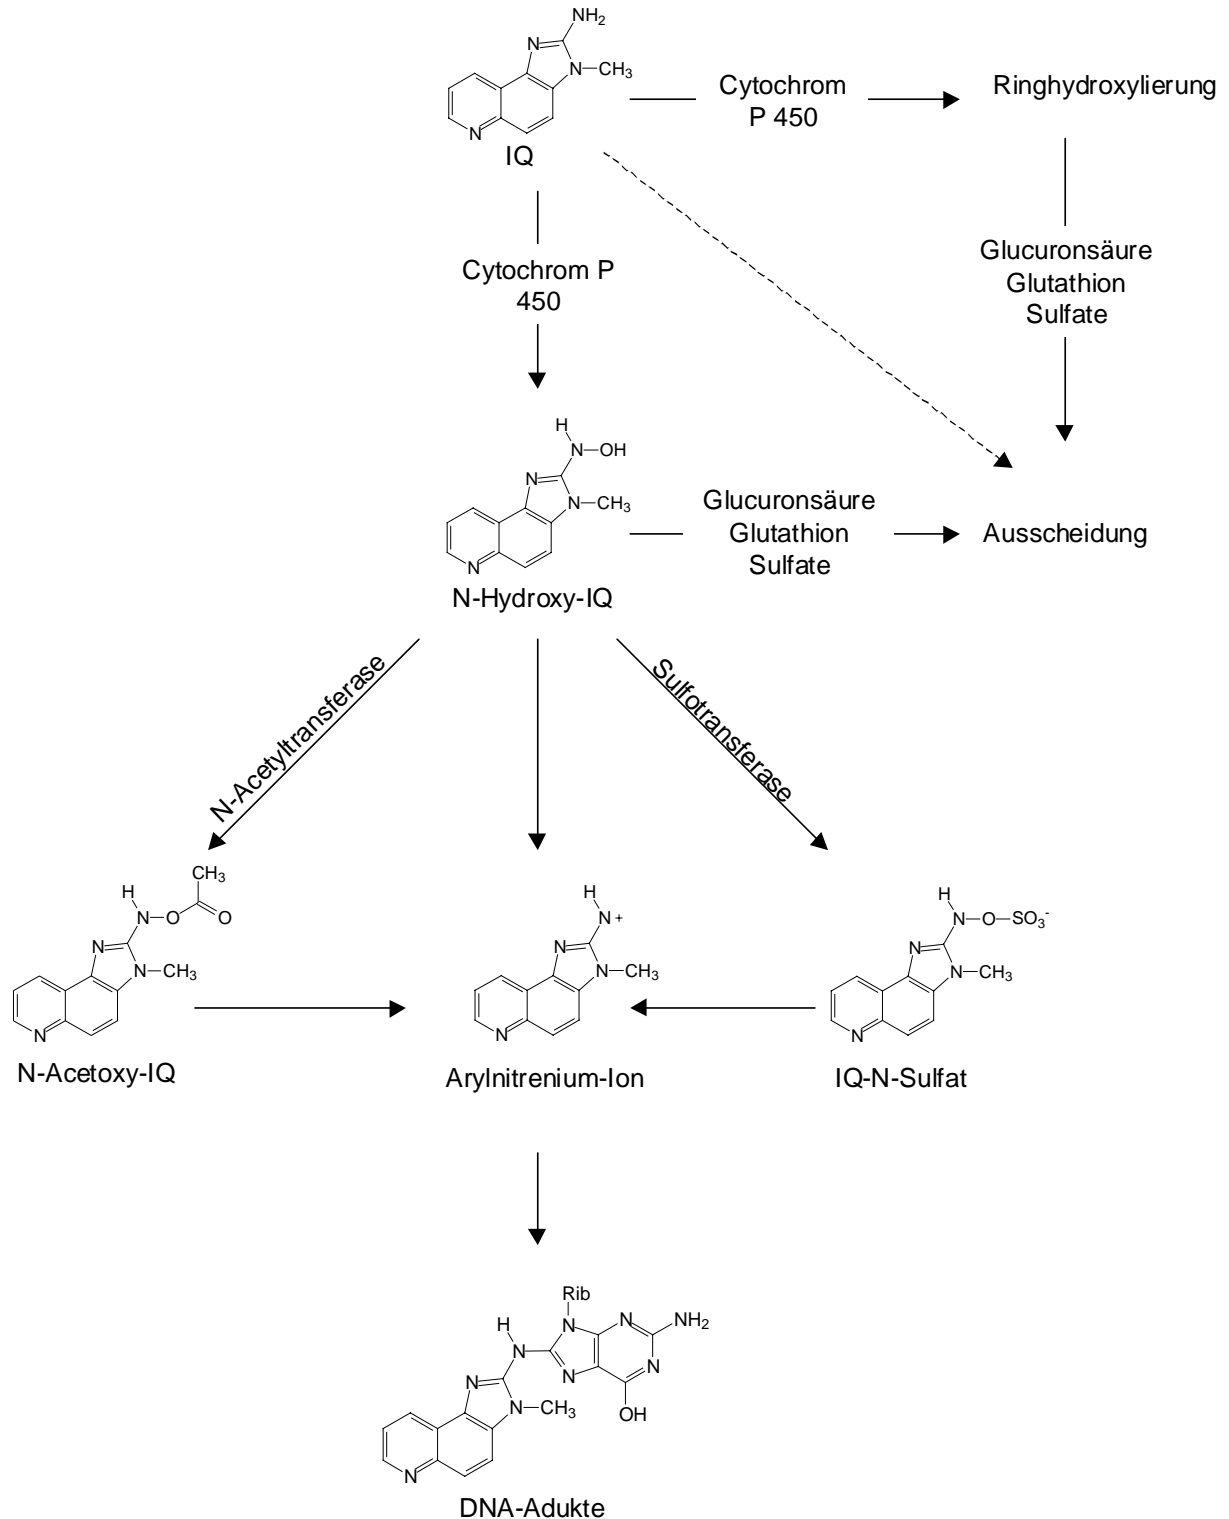 NH2
N
N
CH3
N
IQ
Cytochrom
P 450
Ringhydroxylierung
Cytochrom P
450
Glucuronsäure
Glutathion
Sulfate
H
N
OH
N
N
CH3
N
N-Hydroxy-IQ
Glucuronsäure
Glutathion
Sulfate
Ausscheidung
N-Acetyltransferase
Sulfotransferase
CH3
H
N
O
O
N
N
CH3
N
N-Acetoxy-IQ
H
N +
N
N
CH3
N
Arylnitrenium-Ion
H
N
O
SO3-
N
N
CH3
N
IQ-N-Sulfat
Rib
H
N
N
N
NH2
N
N
OH
N
N
CH3
N
DNA-Adukte